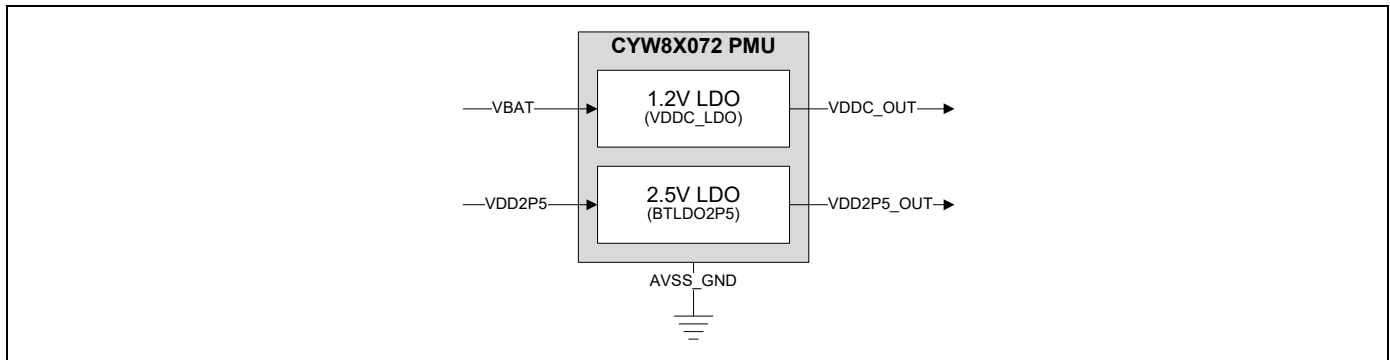 CYW8X072 PMU
VBAT
1.2V LDO
(VDDC_LDO)
VDDC_OUT
VDD2P5
2.5V LDO
(BTLDO2P5)
VDD2P5_OUT
AVSS_GND